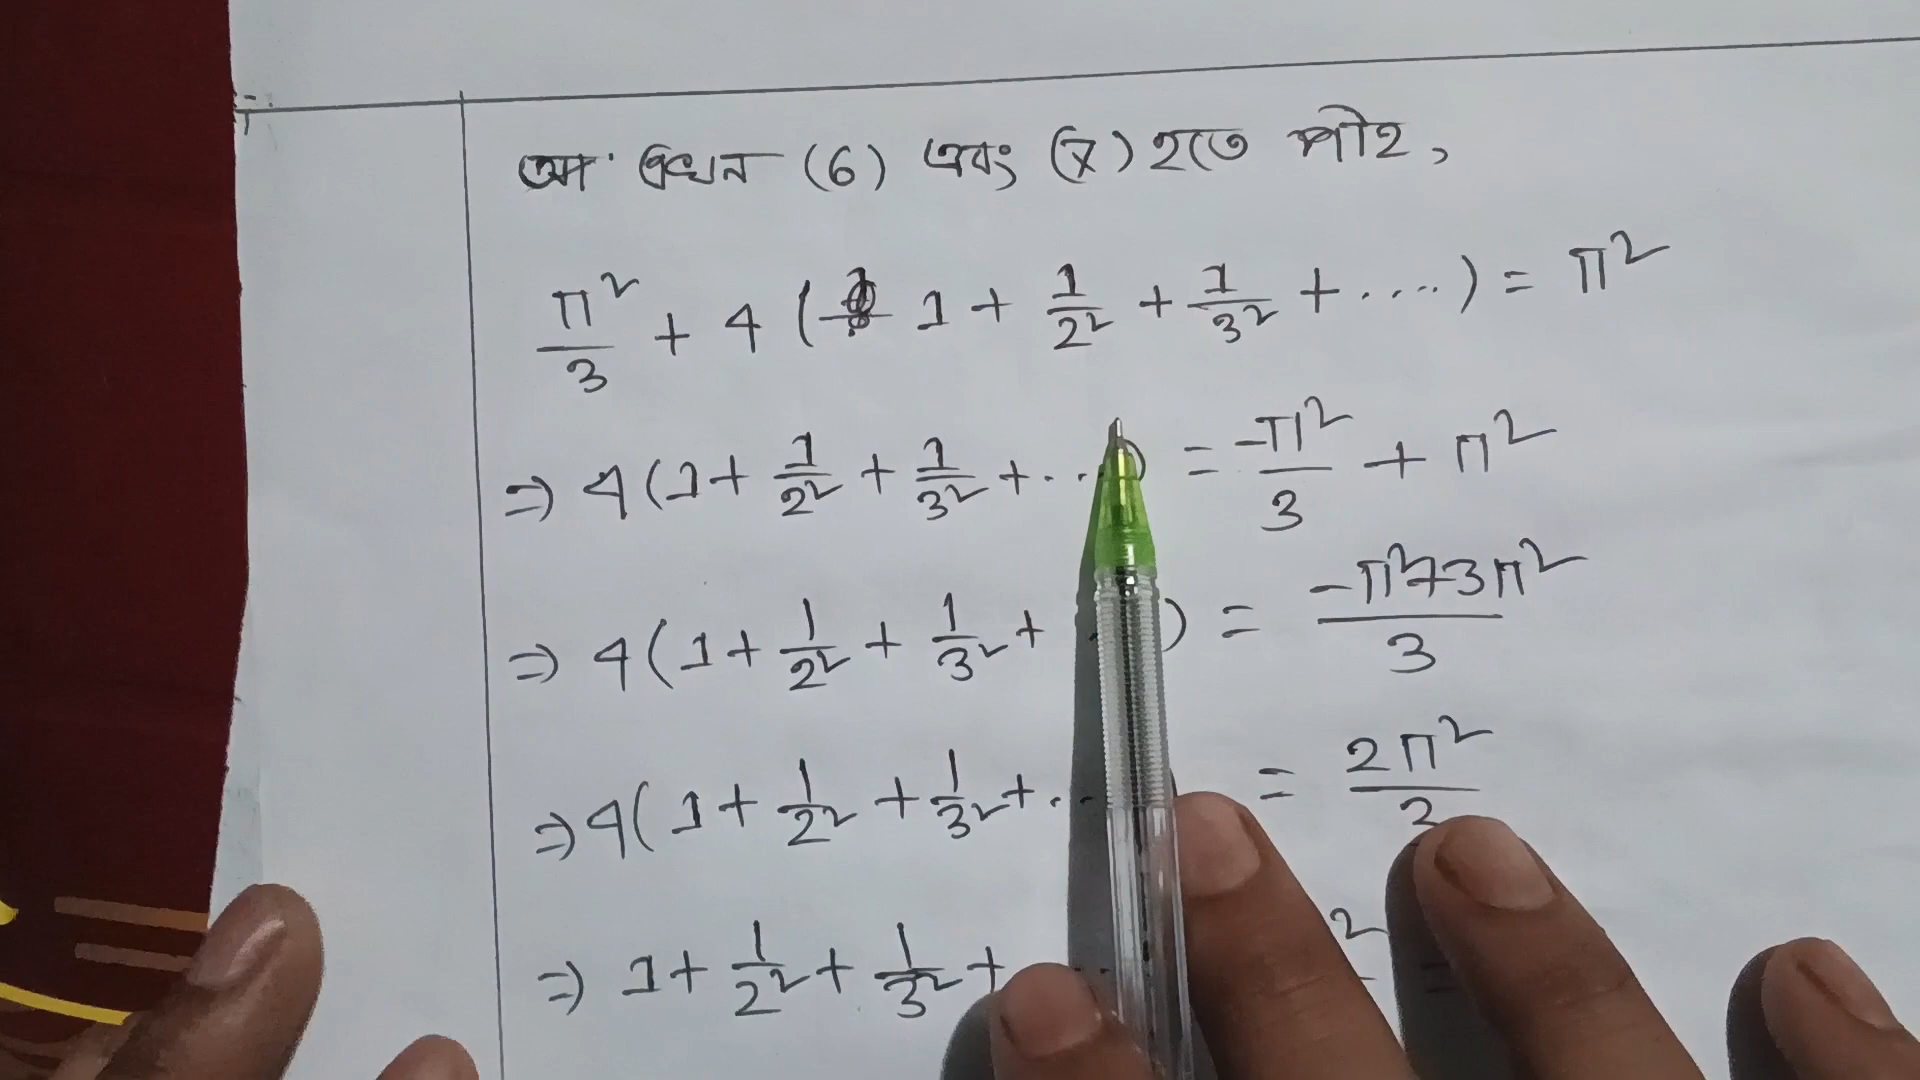 এখন (6) এবং (7) হতে পাই,
π²/3 + 4 ( 1 + 1/2² + 1/3² + ....) = π²
⇒ 4(1 + 1/2² + 1/3² + ...) = -π²/3 + π²
⇒ 4(1 + 1/2² + 1/3² + ) = -π²+3π²/3
⇒ 4(1 + 1/2² + 1/3² + .. = 2π²/3
⇒ 1 + 1/2² + 1/3² +